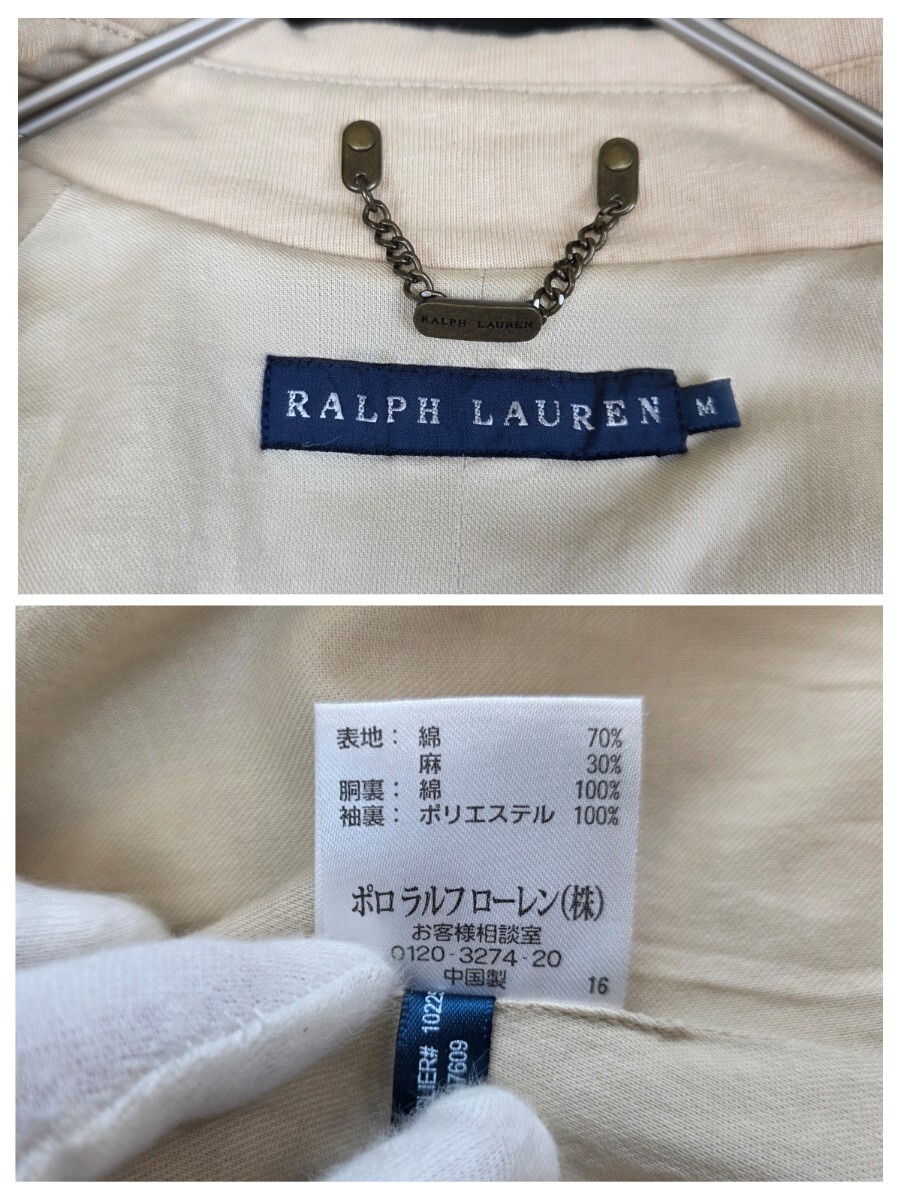 RALPH LAUREN
RALPH LAUREN M
表地: 綿 70%
麻 30%
胴裏: 綿 100%
袖裏: ポリエステル 100%
ポロ ラルフ ローレン(株)
お客様相談室
0120-3274-20
中国製 16
7609